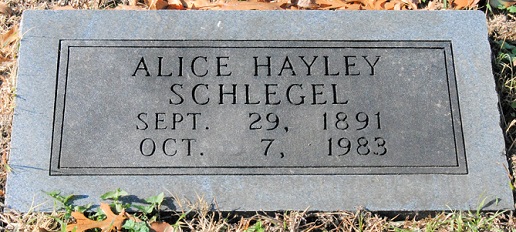 ALICE HAYLEY
SCHLEGEL
SEPT. 29, 1891
OCT. 7, 1983